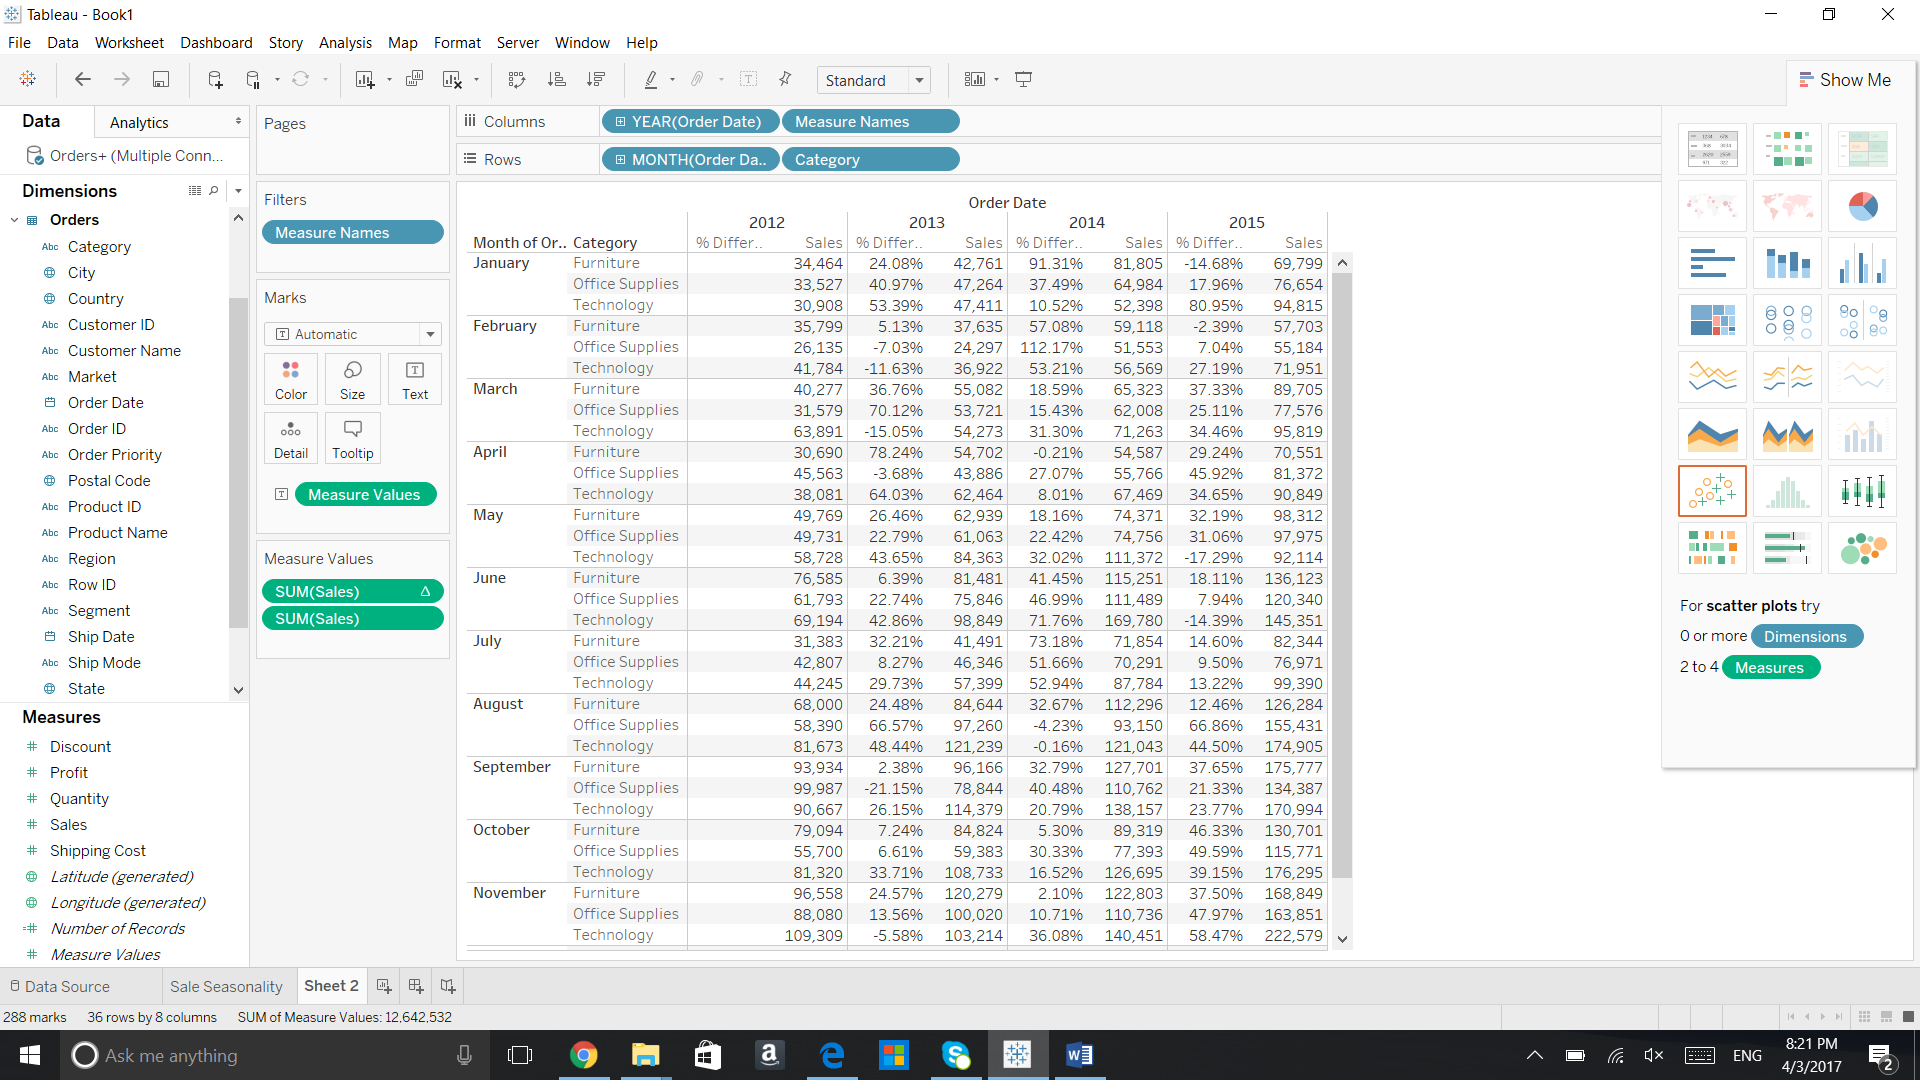 Tableau - Book1
File Data Worksheet Dashboard Story Analysis Map Format Server Window Help
Standard
Show Me
Data Analytics
Orders+ (Multiple Conn...
Dimensions
Orders
Abc Category
City
Country
Abc Customer ID
Abc Customer Name
Abc Market
Order Date
Abc Order ID
Abc Order Priority
Postal Code
Abc Product ID
Abc Product Name
Abc Region
Abc Row ID
Abc Segment
Ship Date
Abc Ship Mode
State
Measures
# Discount
# Profit
# Quantity
# Sales
# Shipping Cost
Latitude (generated)
Longitude (generated)
=# Number of Records
# Measure Values
Pages
Filters
Measure Names
Marks
T Automatic
Color Size T Text
Detail Tooltip
T Measure Values
Measure Values
SUM(Sales) Δ
SUM(Sales)
iii Columns YEAR(Order Date) Measure Names
Rows MONTH(Order Da.. Category
Order Date
2012 2013 2014 2015
Month of Or.. Category % Differ.. Sales % Differ.. Sales % Differ.. Sales % Differ.. Sales
January Furniture 34,464 24.08% 42,761 91.31% 81,805 -14.68% 69,799
Office Supplies 33,527 40.97% 47,264 37.49% 64,984 17.96% 76,654
Technology 30,908 53.39% 47,411 10.52% 52,398 80.95% 94,815
February Furniture 35,799 5.13% 37,635 57.08% 59,118 -2.39% 57,703
Office Supplies 26,135 -7.03% 24,297 112.17% 51,553 7.04% 55,184
Technology 41,784 -11.63% 36,922 53.21% 56,569 27.19% 71,951
March Furniture 40,277 36.76% 55,082 18.59% 65,323 37.33% 89,705
Office Supplies 31,579 70.12% 53,721 15.43% 62,008 25.11% 77,576
Technology 63,891 -15.05% 54,273 31.30% 71,263 34.46% 95,819
April Furniture 30,690 78.24% 54,702 -0.21% 54,587 29.24% 70,551
Office Supplies 45,563 -3.68% 43,886 27.07% 55,766 45.92% 81,372
Technology 38,081 64.03% 62,464 8.01% 67,469 34.65% 90,849
May Furniture 49,769 26.46% 62,939 18.16% 74,371 32.19% 98,312
Office Supplies 49,731 22.79% 61,063 22.42% 74,756 31.06% 97,975
Technology 58,728 43.65% 84,363 32.02% 111,372 -17.29% 92,114
June Furniture 76,585 6.39% 81,481 41.45% 115,251 18.11% 136,123
Office Supplies 61,793 22.74% 75,846 46.99% 111,489 7.94% 120,340
Technology 69,194 42.86% 98,849 71.76% 169,780 -14.39% 145,351
July Furniture 31,383 32.21% 41,491 73.18% 71,854 14.60% 82,344
Office Supplies 42,807 8.27% 46,346 51.66% 70,291 9.50% 76,971
Technology 44,245 29.73% 57,399 52.94% 87,784 13.22% 99,390
August Furniture 68,000 24.48% 84,644 32.67% 112,296 12.46% 126,284
Office Supplies 58,390 66.57% 97,260 -4.23% 93,150 66.86% 155,431
Technology 81,673 48.44% 121,239 -0.16% 121,043 44.50% 174,905
September Furniture 93,934 2.38% 96,166 32.79% 127,701 37.65% 175,777
Office Supplies 99,987 -21.15% 78,844 40.48% 110,762 21.33% 134,387
Technology 90,667 26.15% 114,379 20.79% 138,157 23.77% 170,994
October Furniture 79,094 7.24% 84,824 5.30% 89,319 46.33% 130,701
Office Supplies 55,700 6.61% 59,383 30.33% 77,393 49.59% 115,771
Technology 81,320 33.71% 108,733 16.52% 126,695 39.15% 176,295
November Furniture 96,558 24.57% 120,279 2.10% 122,803 37.50% 168,849
Office Supplies 88,080 13.56% 100,020 10.71% 110,736 47.97% 163,851
Technology 109,309 -5.58% 103,214 36.08% 140,451 58.47% 222,579
For scatter plots try
0 or more Dimensions
2 to 4 Measures
Data Source Sale Seasonality Sheet 2
288 marks 36 rows by 8 columns SUM of Measure Values: 12,642,532
Ask me anything
ENG
8:21 PM
4/3/2017
2